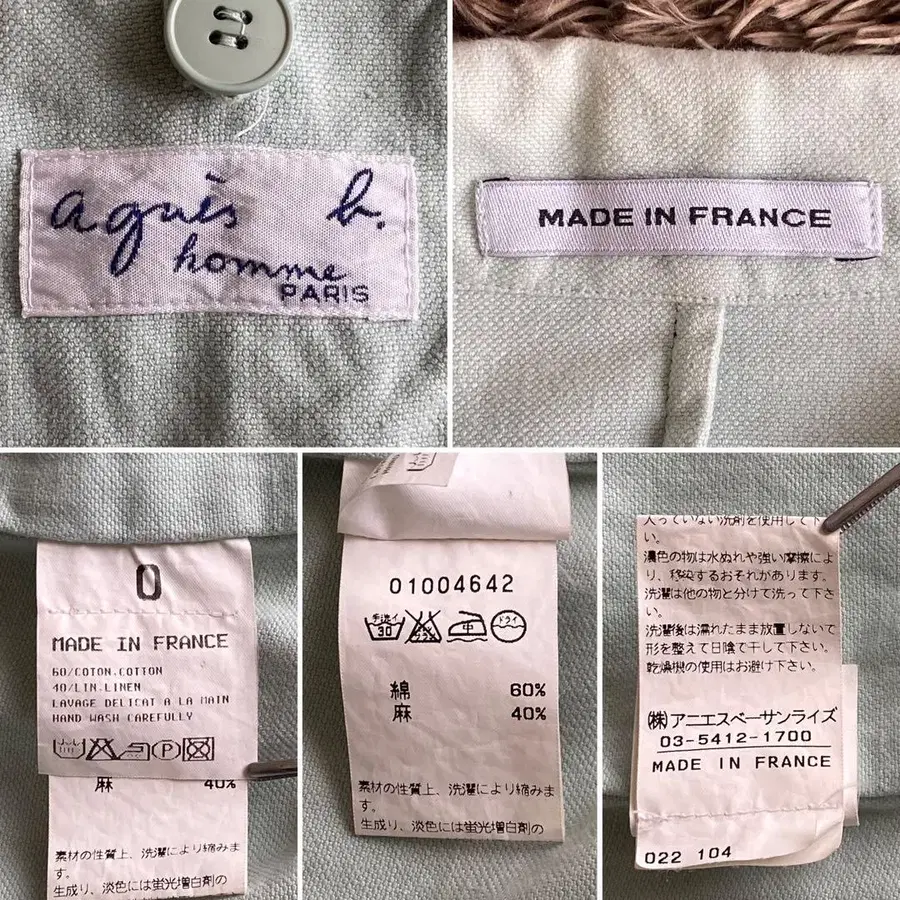 agnès b.
homme
PARIS
MADE IN FRANCE
0
MADE IN FRANCE
60/COTON.COTTON
40/LIN.LINEN
LAVAGE DELICAT A LA MAIN
HAND WASH CAREFULLY
P
麻 40%
素材の性質上、洗濯により縮みま
す。
生成り、淡色には蛍光増白剤の
01004642
手洗イ
30
中
ドライ
綿 60%
麻 40%
素材の性質上、洗濯により縮みま
す。
生成り、淡色には蛍光増白剤の
入っていない洗剤を使用して下
い。
濃色の物は水ぬれや強い摩擦によ
り、移染するおそれがあります。
洗濯は他の物と分けて洗って下さ
い。
洗濯後は濡れたまま放置しないで
形を整えて日陰で干して下さい。
乾燥機の使用はお避け下さい。
(株)アニエスベーサンライズ
03-5412-1700
MADE IN FRANCE
022 104